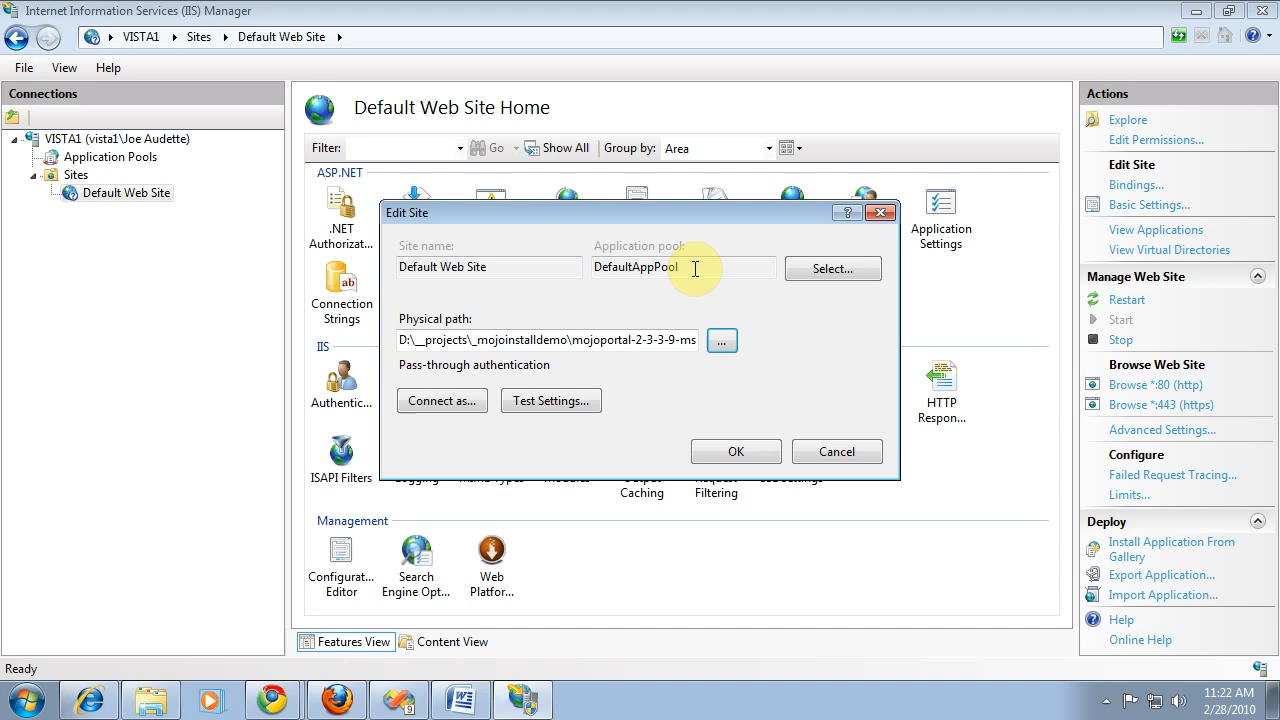 Internet Information Services (IIS) Manager
VISTA1
Sites
Default Web Site
File
View
Help
Connections
VISTA1 (vista1\Joe Audette)
Application Pools
Sites
Default Web Site
Default Web Site Home
Filter:
Go
Show All
Group by:
Area
ASP.NET
.NET
Authorizat...
Application
Settings
Connection
Strings
IIS
Authentic...
HTTP
Respon...
ISAPI Filters
Output
Caching
Request
Filtering
Edit Site
Site name:
Application pool:
Default Web Site
DefaultAppPool
Select...
Physical path:
D:\__projects\_mojoinstalldemo\mojoportal-2-3-3-9-ms
...
Pass-through authentication
Connect as...
Test Settings...
OK
Cancel
Management
Configurat...
Editor
Search
Engine Opt...
Web
Platfor...
Features View
Content View
Actions
Explore
Edit Permissions...
Edit Site
Bindings...
Basic Settings...
View Applications
View Virtual Directories
Manage Web Site
Restart
Start
Stop
Browse Web Site
Browse *:80 (http)
Browse *:443 (https)
Advanced Settings...
Configure
Failed Request Tracing...
Limits...
Deploy
Install Application From
Gallery
Export Application...
Import Application...
Help
Online Help
Ready
11:22 AM
2/28/2010